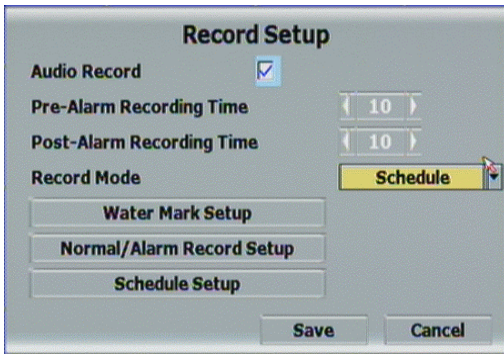 Record Setup
Audio Record
Pre-Alarm Recording Time 10
Post-Alarm Recording Time 10
Record Mode Schedule
Water Mark Setup
Normal/Alarm Record Setup
Schedule Setup
Save Cancel